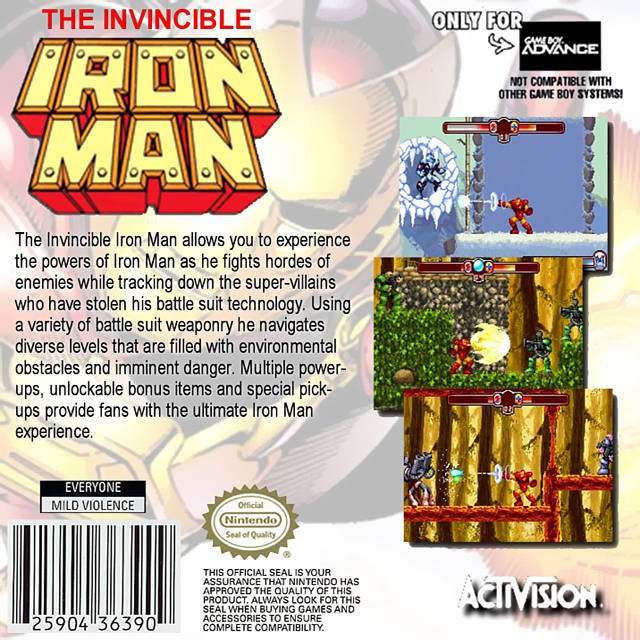 THE INVINCIBLE
IRON
MAN
ONLY FOR
GAME BOY
ADVANCE
NOT COMPATIBLE WITH
OTHER GAME BOY SYSTEMS!
The Invincible Iron Man allows you to experience
the powers of Iron Man as he fights hordes of
enemies while tracking down the super-villains
who have stolen his battle suit technology. Using
a variety of battle suit weaponry he navigates
diverse levels that are filled with environmental
obstacles and imminent danger. Multiple power-
ups, unlockable bonus items and special pick-
ups provide fans with the ultimate Iron Man
experience.
EVERYONE
MILD VIOLENCE
Official
Nintendo
Seal of Quality
®
25904 36390
THIS OFFICIAL SEAL IS YOUR
ASSURANCE THAT NINTENDO HAS
APPROVED THE QUALITY OF THIS
PRODUCT. ALWAYS LOOK FOR THIS
SEAL WHEN BUYING GAMES AND
ACCESSORIES TO ENSURE
COMPLETE COMPATIBILITY.
ACTIVISION.